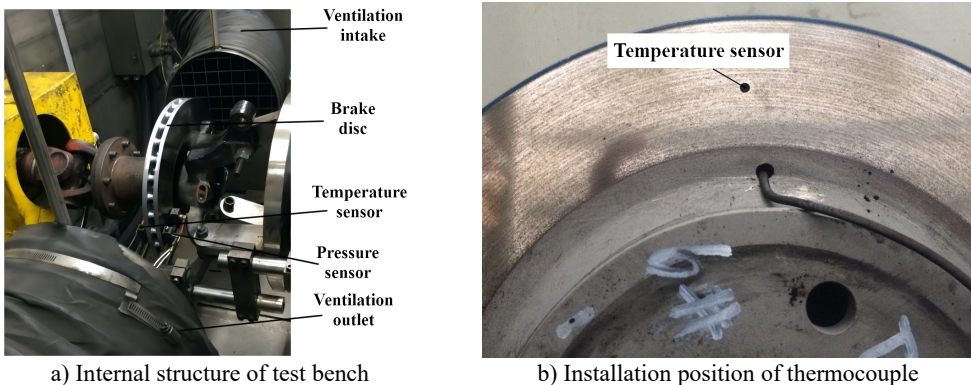 Ventilation
intake
Brake
disc
Temperature
sensor
Pressure
sensor
Ventilation
outlet
Temperature sensor
a) Internal structure of test bench
b) Installation position of thermocouple